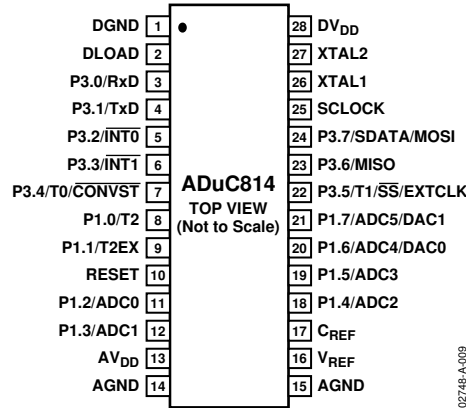 DGND 1
DLOAD 2
P3.0/RxD 3
P3.1/TxD 4
P3.2/INT0 5
P3.3/INT1 6
P3.4/T0/CONVST 7
P1.0/T2 8
P1.1/T2EX 9
RESET 10
P1.2/ADC0 11
P1.3/ADC1 12
AVDD 13
AGND 14
ADuC814
TOP VIEW
(Not to Scale)
28 DVDD
27 XTAL2
26 XTAL1
25 SCLOCK
24 P3.7/SDATA/MOSI
23 P3.6/MISO
22 P3.5/T1/SS/EXTCLK
21 P1.7/ADC5/DAC1
20 P1.6/ADC4/DAC0
19 P1.5/ADC3
18 P1.4/ADC2
17 CREF
16 VREF
15 AGND
02748-A-009